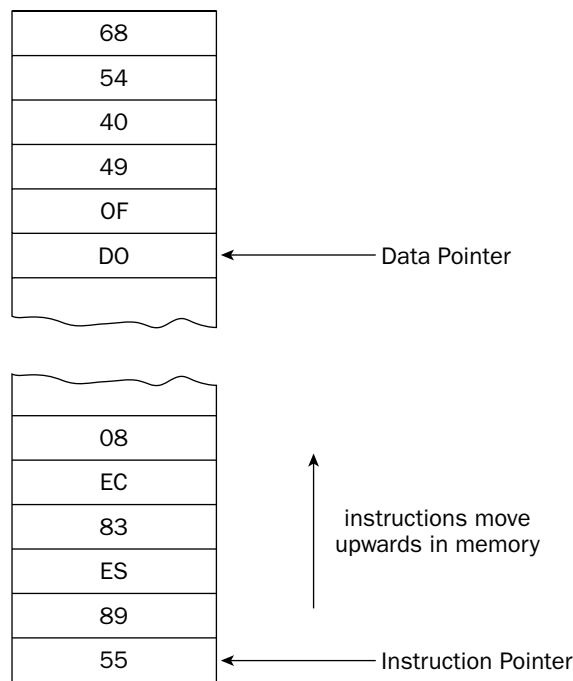 68
54
40
49
OF
DO
Data Pointer
08
EC
83
ES
89
55
instructions move
upwards in memory
Instruction Pointer